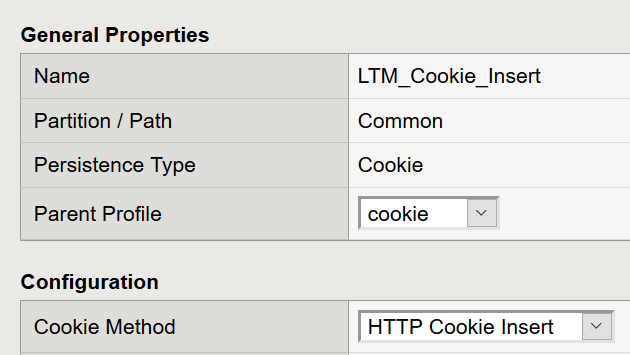 General Properties
Name LTM_Cookie_Insert
Partition / Path Common
Persistence Type Cookie
Parent Profile cookie
Configuration
Cookie Method HTTP Cookie Insert